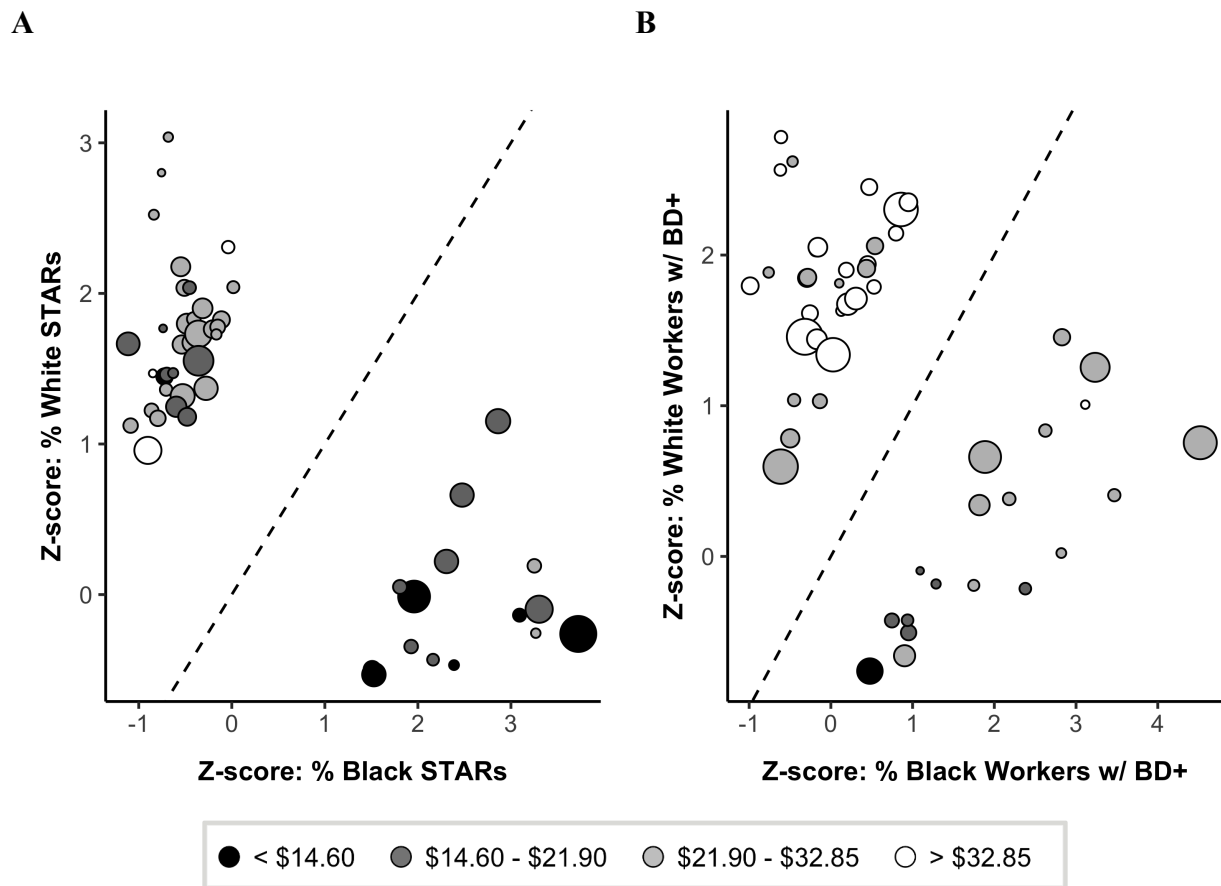 A
B
Z-score: % White STARs
3
2
1
0
-1
0
1
2
3
Z-score: % Black STARs
Z-score: % White Workers w/ BD+
2
1
0
-1
0
1
2
3
4
Z-score: % Black Workers w/ BD+
< $14.60
$14.60 - $21.90
$21.90 - $32.85
> $32.85